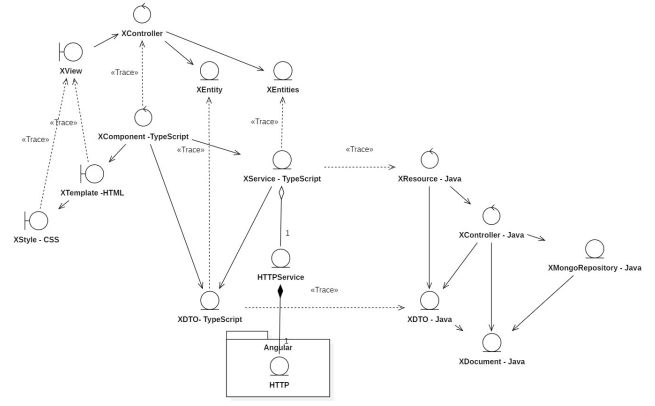 XController
XView
«Trace»
XEntity
XEntities
«Trace»
«Trace»
«Trace»
XComponent -TypeScript
«Trace»
«Trace»
XService - TypeScript
XResource - Java
XTemplate -HTML
XStyle - CSS
1
XController - Java
XMongoRepository - Java
HTTPService
«Trace»
XDTO- TypeScript
XDTO - Java
1
Angular
XDocument - Java
HTTP